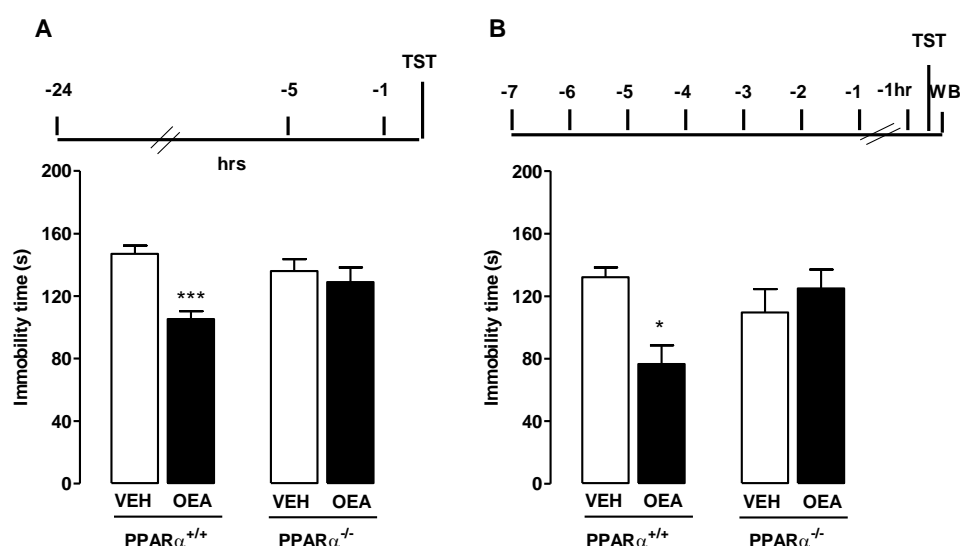 A
TST
-24 -5 -1
hrs
200
160
120
80
40
0
Immobility time (s)
***
VEH OEA VEH OEA
PPARα+/+ PPARα-/-
B
TST
-7 -6 -5 -4 -3 -2 -1 -1hr WB
200
160
120
80
40
0
Immobility time (s)
*
VEH OEA VEH OEA
PPARα+/+ PPARα-/-